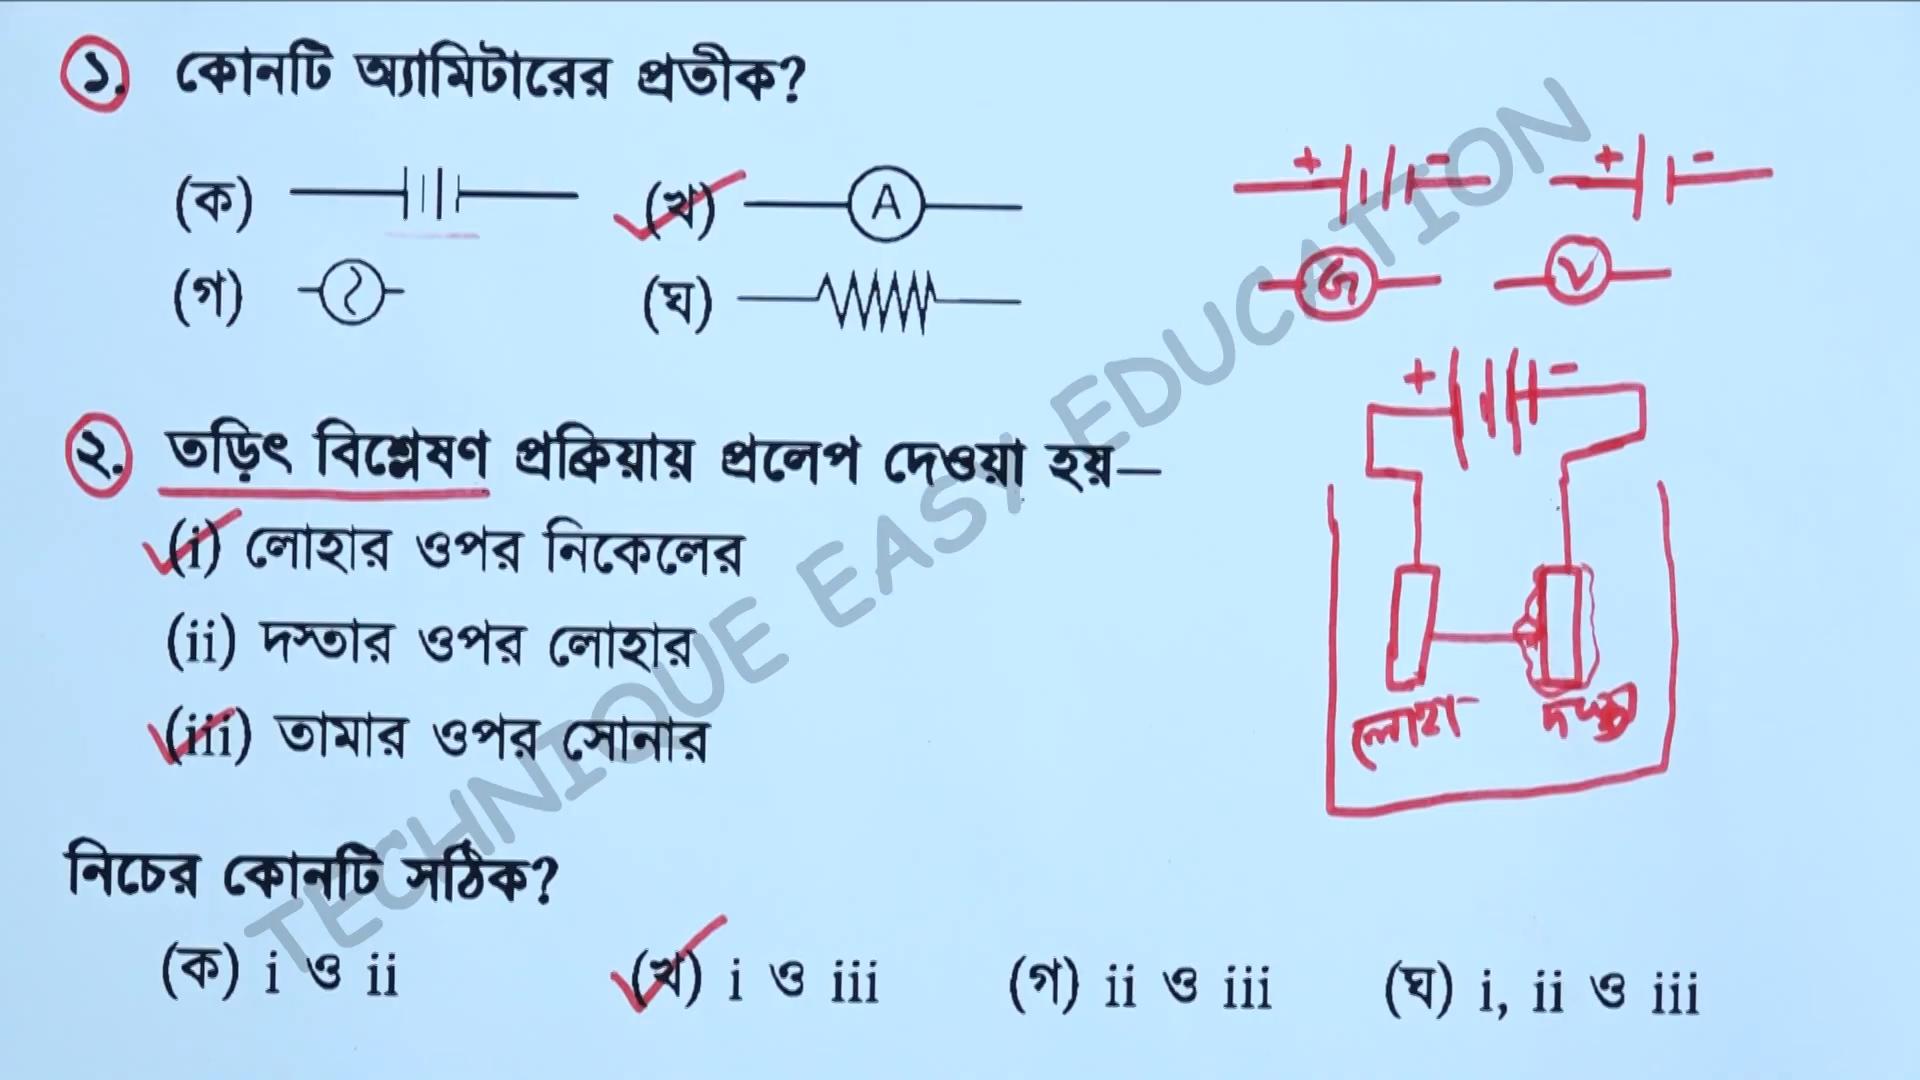 ১. কোনটি অ্যামিটারের প্রতীক?
(ক) (খ) A
(গ) (ঘ)
+ - + -
G V
২. তড়িৎ বিশ্লেষণ প্রক্রিয়ায় প্রলেপ দেওয়া হয়—
(i) লোহার ওপর নিকেলের
(ii) দস্তার ওপর লোহার
(iii) তামার ওপর সোনার
+ -
লোহা
নিচের কোনটি সঠিক?
(ক) i ও ii (খ) i ও iii (গ) ii ও iii (ঘ) i, ii ও iii
TECHNIQUE EASY EDUCATION